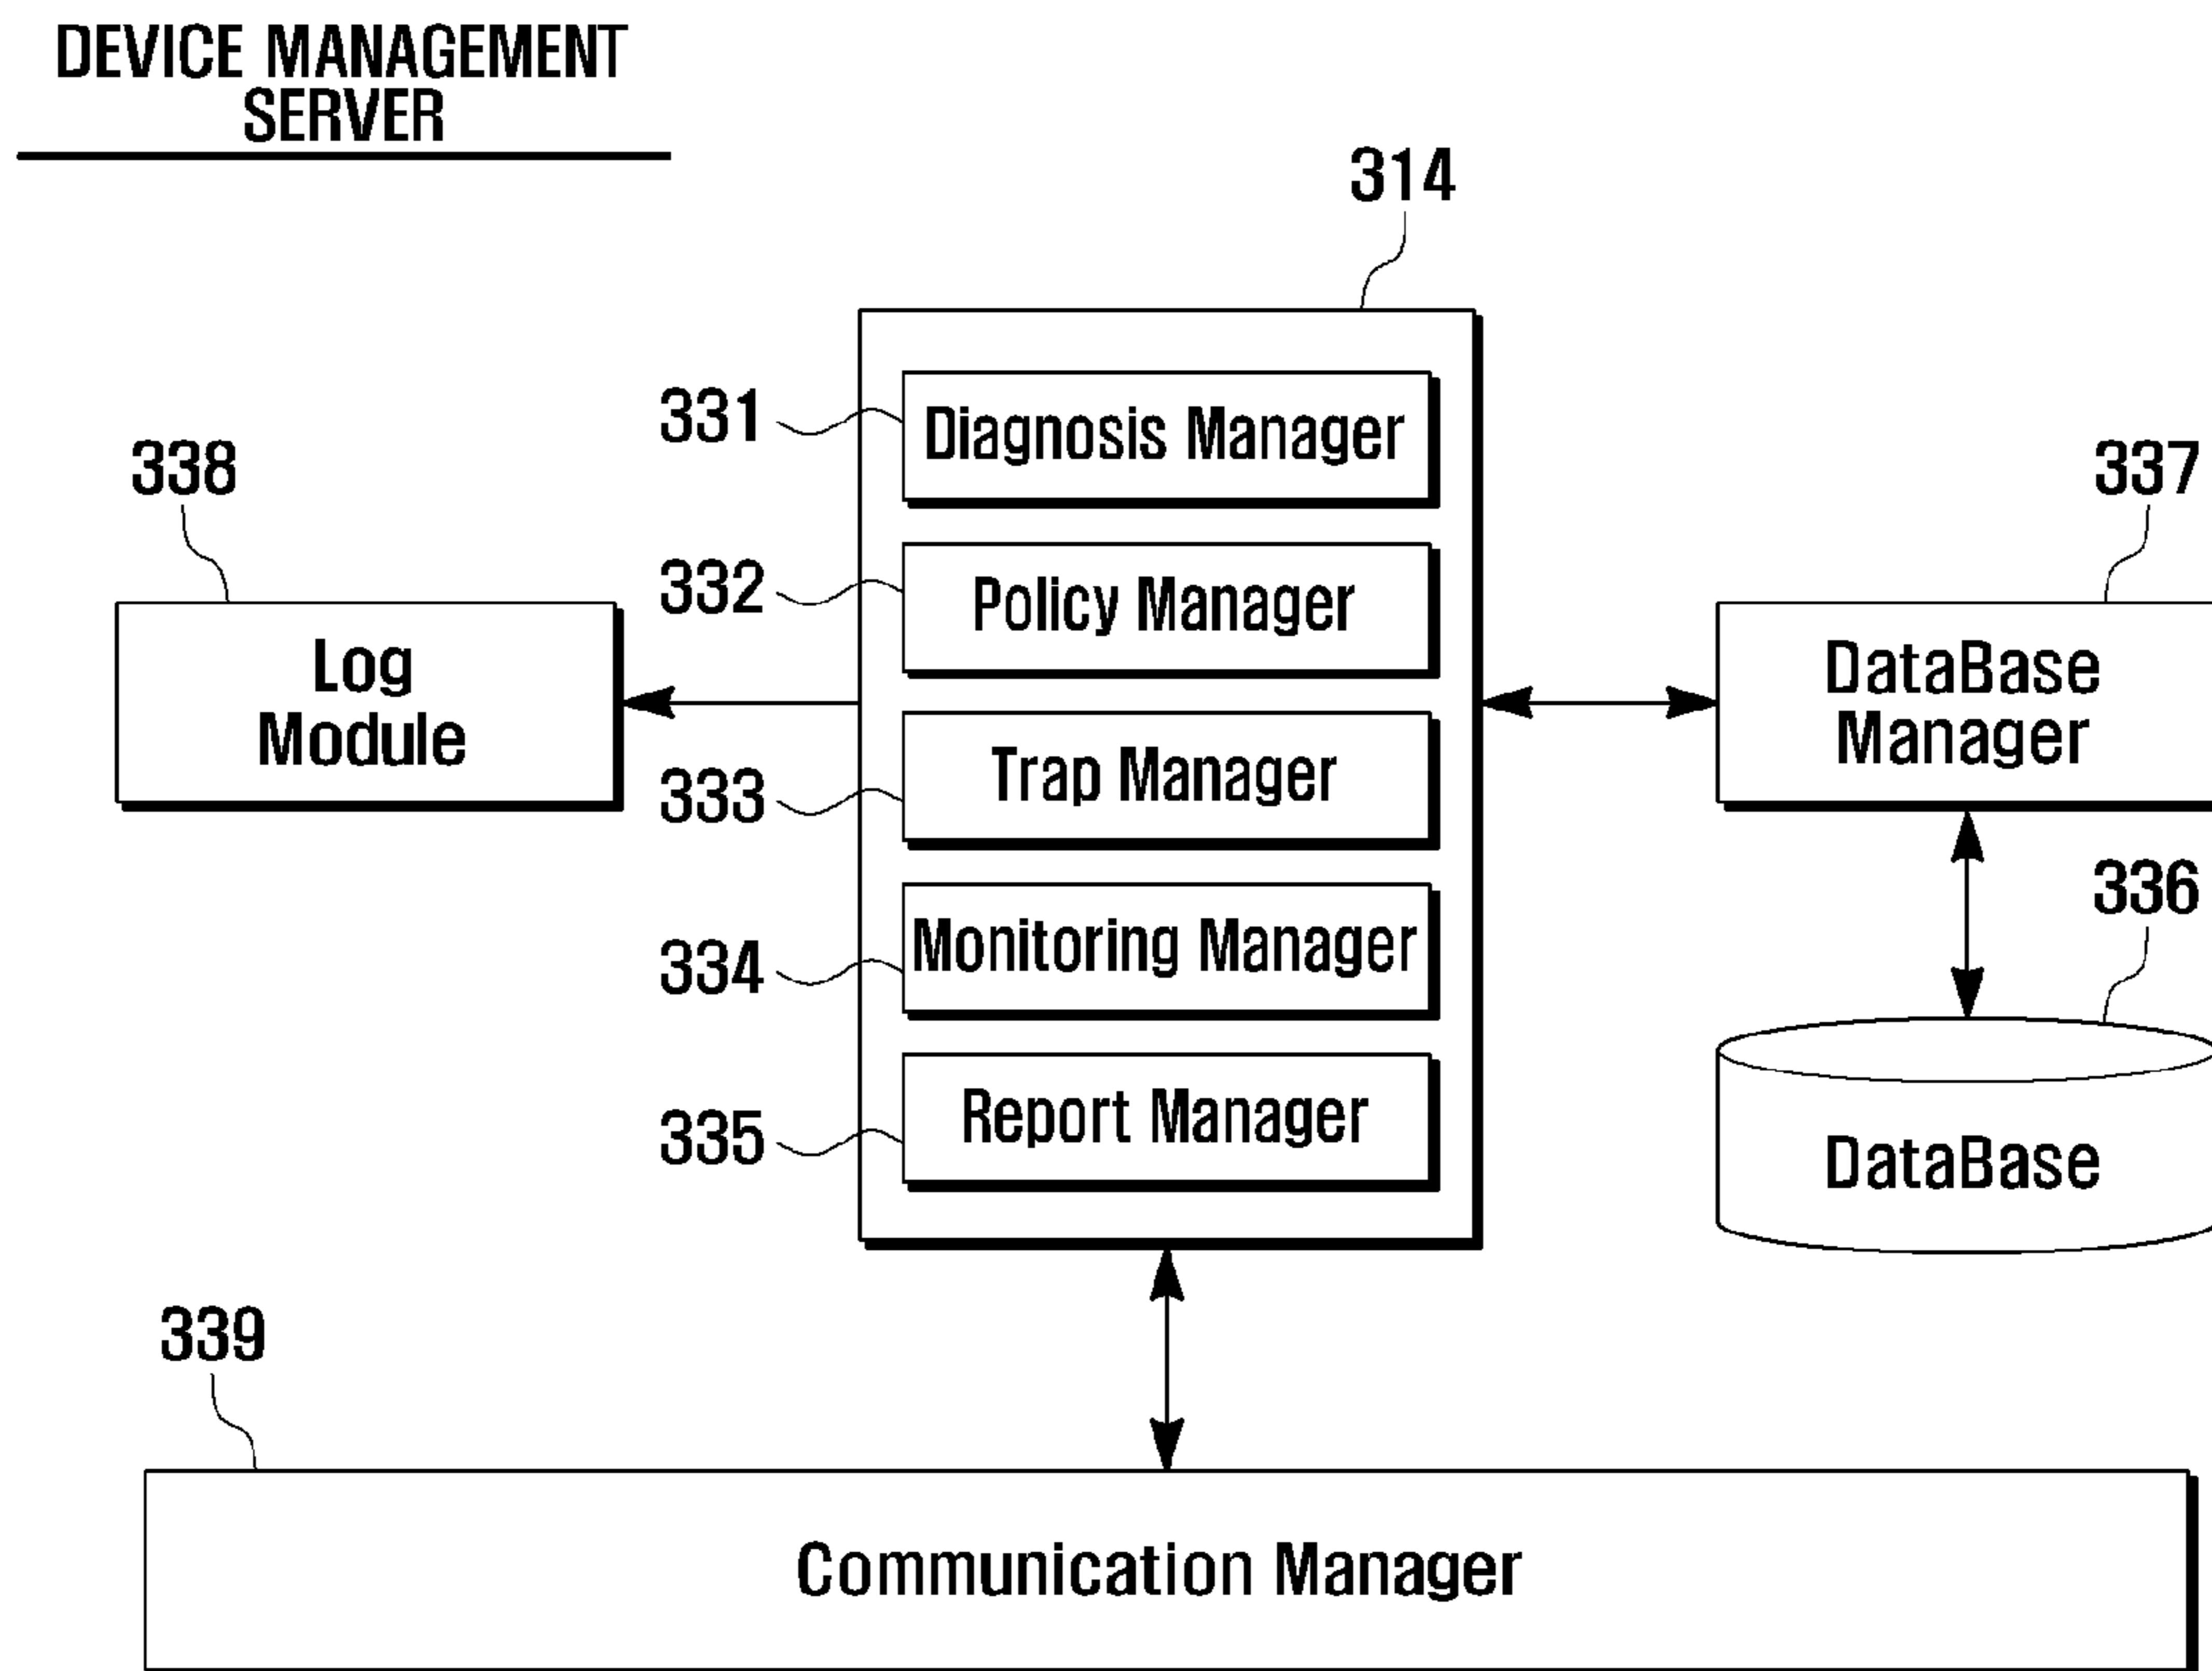 DEVICE MANAGEMENT
SERVER
314
331
Diagnosis Manager
338
337
332
Policy Manager
Log
Module
DataBase
Manager
333
Trap Manager
336
334
Monitoring Manager
335
Report Manager
DataBase
339
Communication Manager